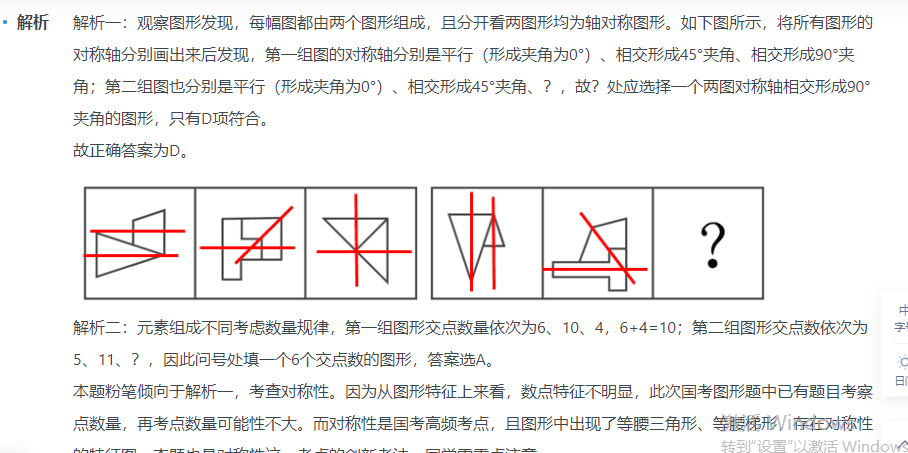 解析
解析一：观察图形发现，每幅图都由两个图形组成，且分开看两图形均为轴对称图形。如下图所示，将所有图形的
对称轴分别画出来后发现，第一组图的对称轴分别是平行（形成夹角为0°）、相交形成45°夹角、相交形成90°夹
角；第二组图也分别是平行（形成夹角为0°）、相交形成45°夹角、？，故？处应选择一个两图对称轴相交形成90°
夹角的图形，只有D项符合。
故正确答案为D。
?
解析二：元素组成不同考虑数量规律，第一组图形交点数量依次为6、10、4，6+4=10；第二组图形交点数依次为
5、11、？，因此问号处填一个6个交点数的图形，答案选A。
本题粉笔倾向于解析一，考查对称性。因为从图形特征上来看，数点特征不明显，此次国考图形题中已有题目考察
点数量，再考点数量可能性不大。而对称性是国考高频考点，且图形中出现了等腰三角形、等腰梯形，存在对称性
激活 Windows
转到"设置"以激活 Windows